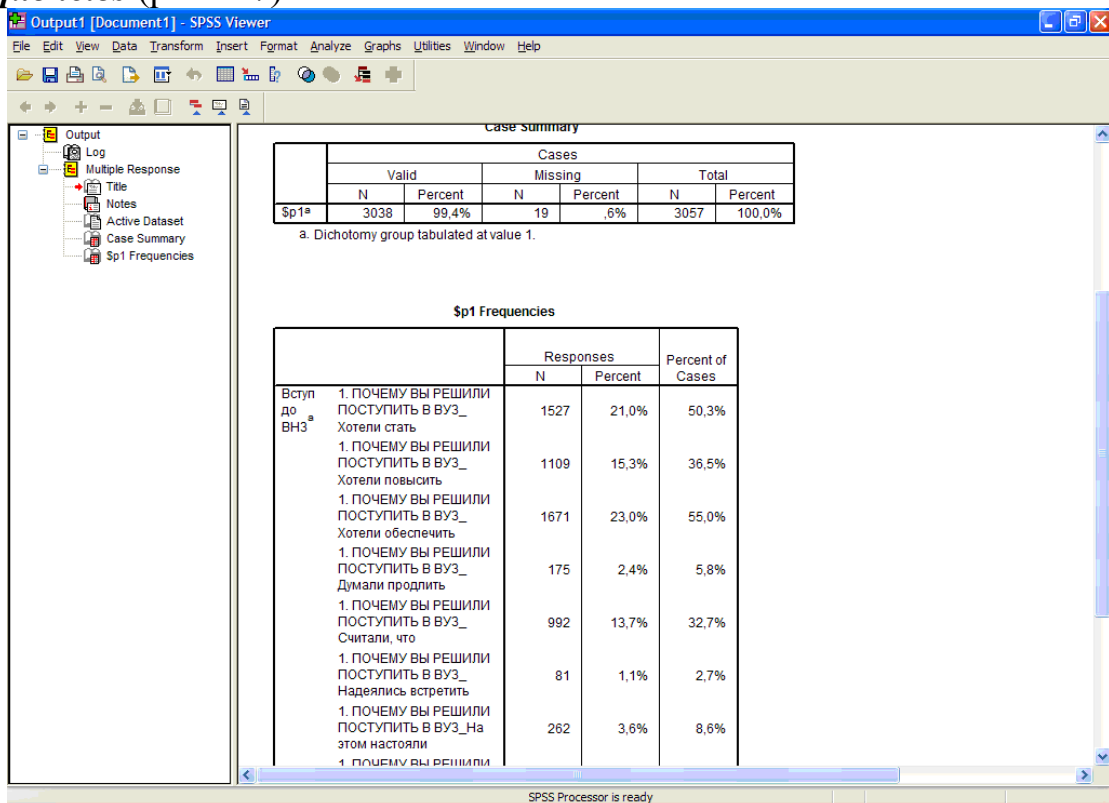 Output1 [Document1] - SPSS Viewer
File Edit View Data Transform Insert Format Analyze Graphs Utilities Window Help
Output
Log
Multiple Response
Title
Notes
Active Dataset
Case Summary
$p1 Frequencies
Case Summary
Cases
Valid Missing Total
N Percent N Percent N Percent
$p1a 3038 99,4% 19 ,6% 3057 100,0%
a. Dichotomy group tabulated at value 1.
$p1 Frequencies
Responses Percent of
N Percent Cases
Вступ 1. ПОЧЕМУ ВЫ РЕШИЛИ
до ПОСТУПИТЬ В ВУЗ_ 1527 21,0% 50,3%
ВНЗ a Хотели стать
1. ПОЧЕМУ ВЫ РЕШИЛИ
ПОСТУПИТЬ В ВУЗ_ 1109 15,3% 36,5%
Хотели повысить
1. ПОЧЕМУ ВЫ РЕШИЛИ
ПОСТУПИТЬ В ВУЗ_ 1671 23,0% 55,0%
Хотели обеспечить
1. ПОЧЕМУ ВЫ РЕШИЛИ
ПОСТУПИТЬ В ВУЗ_ 175 2,4% 5,8%
Думали продлить
1. ПОЧЕМУ ВЫ РЕШИЛИ
ПОСТУПИТЬ В ВУЗ_ 992 13,7% 32,7%
Считали, что
1. ПОЧЕМУ ВЫ РЕШИЛИ
ПОСТУПИТЬ В ВУЗ_ 81 1,1% 2,7%
Надеялись встретить
1. ПОЧЕМУ ВЫ РЕШИЛИ
ПОСТУПИТЬ В ВУЗ_На 262 3,6% 8,6%
этом настояли
1. ПОЧЕМУ ВЫ РЕШИЛИ
SPSS Processor is ready